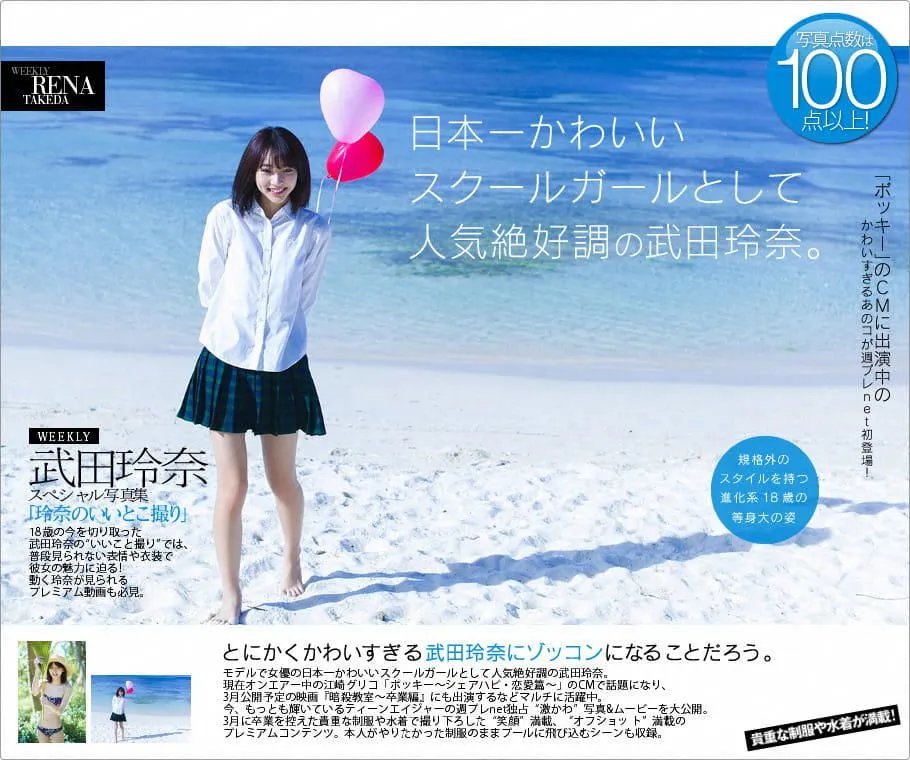 WEEKLY
RENA
TAKEDA
写真点数は
100
点以上!
日本一かわいい
スクールガールとして
人気絶好調の武田玲奈。
「ポッキー」のCMに出演中の
かわいすぎるあのコが週プレnet初登場!
WEEKLY
武田玲奈
スペシャル写真集
「玲奈のいいとこ撮り」
18歳の今を切り取った
武田玲奈の“いいこと撮り”では、
普段見られない表情や衣装で
彼女の魅力に迫る!
動く玲奈が見られる
プレミアム動画も必見。
規格外の
スタイルを持つ
進化系18歳の
等身大の姿
とにかくかわいすぎる武田玲奈にゾッコンになることだろう。
モデルで女優の日本一かわいいスクールガールとして人気絶好調の武田玲奈。
現在オンエアー中の江崎グリコ「ポッキー〜シェアハピ・恋愛篇〜」のCMで話題になり、
3月公開予定の映画「暗殺教室〜卒業編」にも出演するなどマルチに活躍中。
今、もっとも輝いているティーンエイジャーの週プレnet独占“激かわ”写真&ムービーを大公開。
3月に卒業を控えた貴重な制服や水着で撮り下ろした“笑顔”満載、“オフショット”満載の
プレミアムコンテンツ。本人がやりたかった制服のままプールに飛び込むシーンも収録。
貴重な制服や水着が満載!